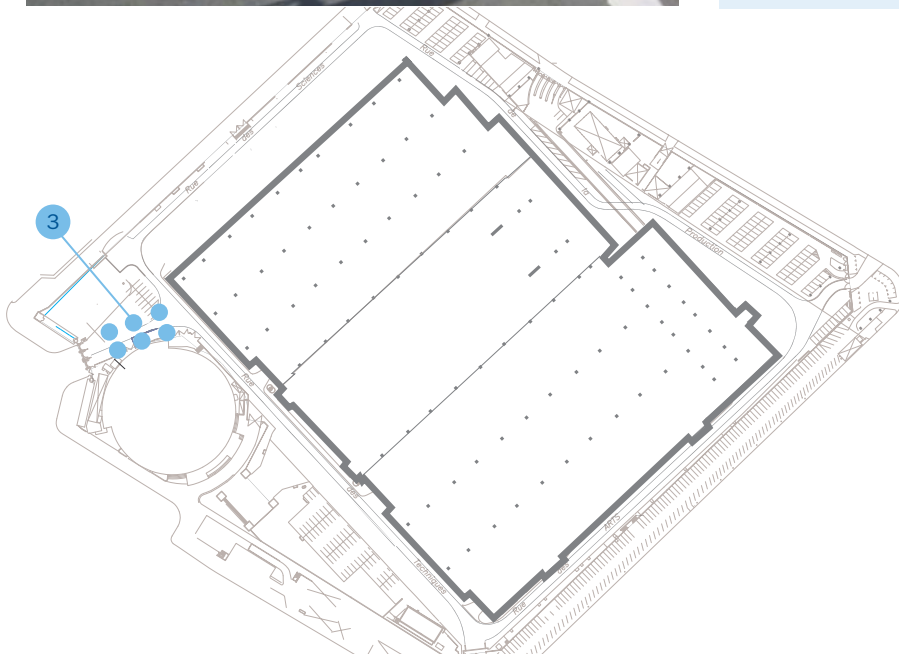 Rue
des
Sciences
Rue
de
la
Production
3
Rue
des
Techniques
Rue
des
ARTS